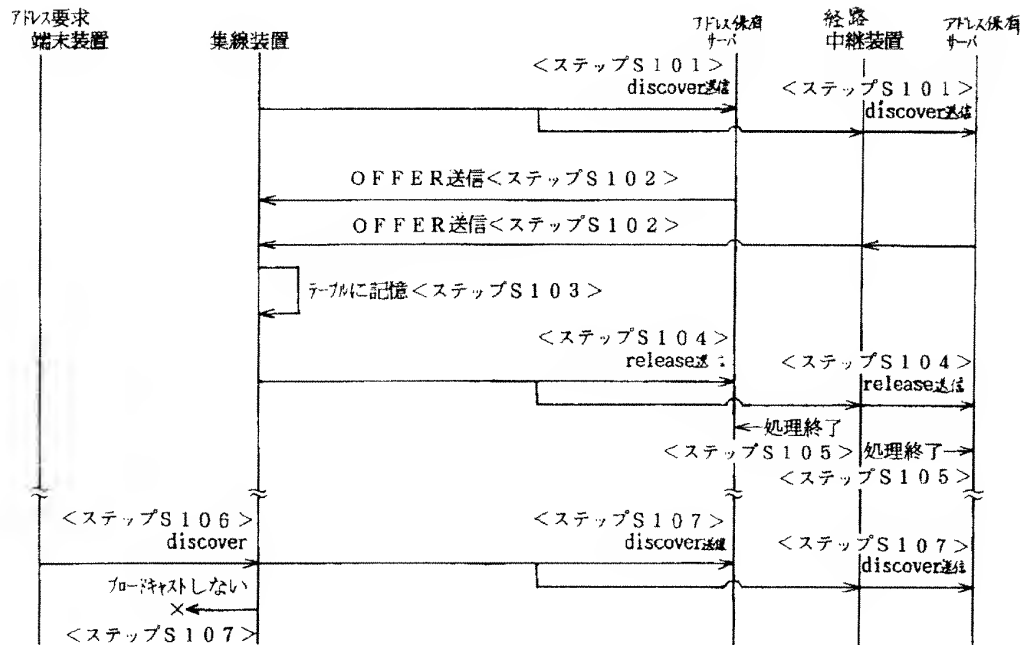 アドレス要求
端末装置
集線装置
アドレス保有
サーバ
経路
中継装置
アドレス保有
サーバ
<ステップS101>
discover送信
<ステップS101>
discover送信
OFFER送信<ステップS102>
OFFER送信<ステップS102>
テーブルに記憶<ステップS103>
<ステップS104>
release送
<ステップS104>
release送信
処理終了
<ステップS105>
処理終了
<ステップS105>
<ステップS106>
discover
<ステップS107>
discover送信
<ステップS107>
discover送信
ブロードキャストしない
<ステップS107>